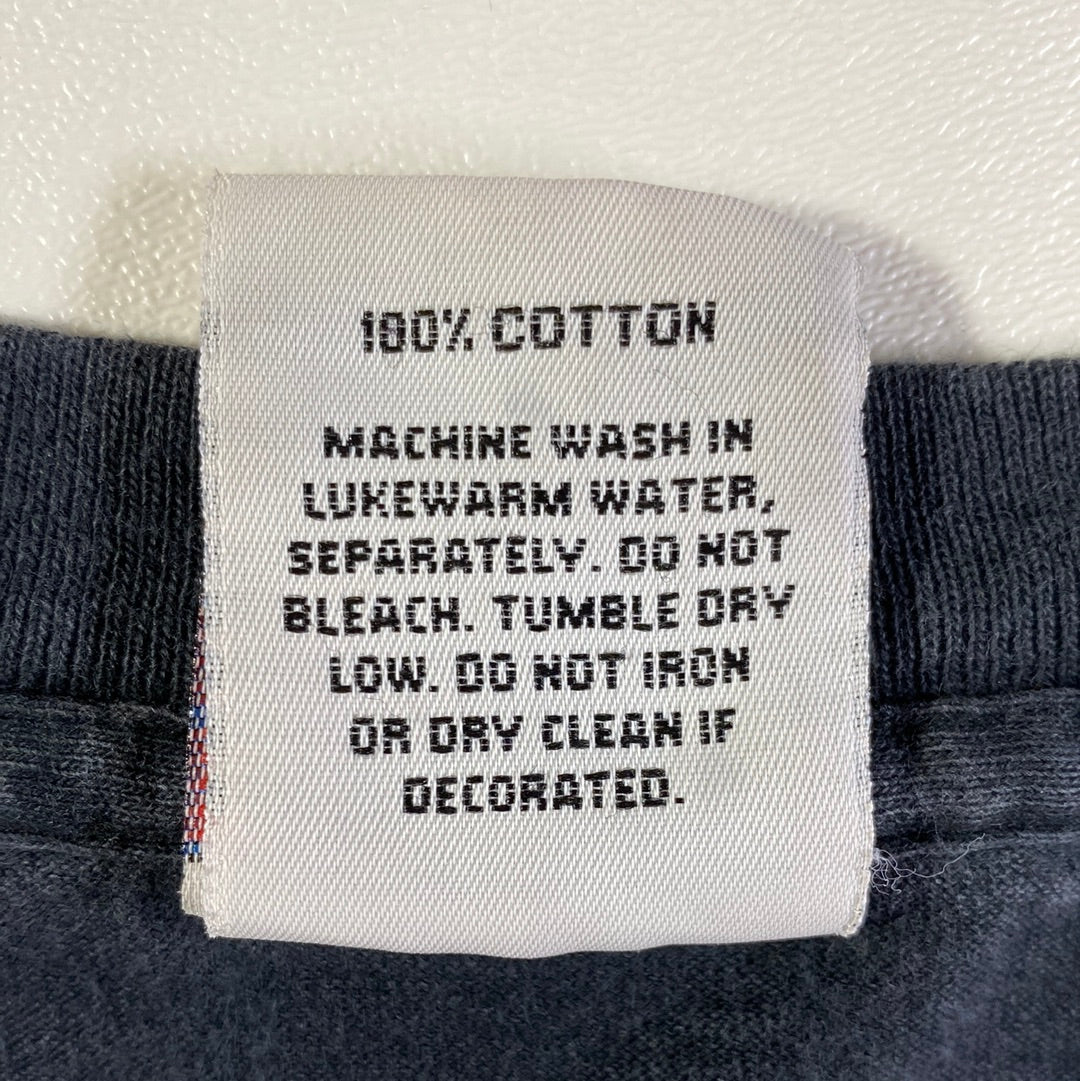 100% COTTON
MACHINE WASH IN
LUKEWARM WATER,
SEPARATELY. DO NOT
BLEACH. TUMBLE DRY
LOW. DO NOT IRON
OR DRY CLEAN IF
DECORATED.